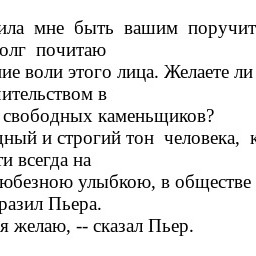 ила мне быть вашим поручит
олг почитаю
ие воли этого лица. Желаете ли
ительством в
свободных каменьщиков?
дный и строгий тон человека, к
ти всегда на
юбезною улыбкою, в обществе
разил Пьера.
я желаю, -- сказал Пьер.